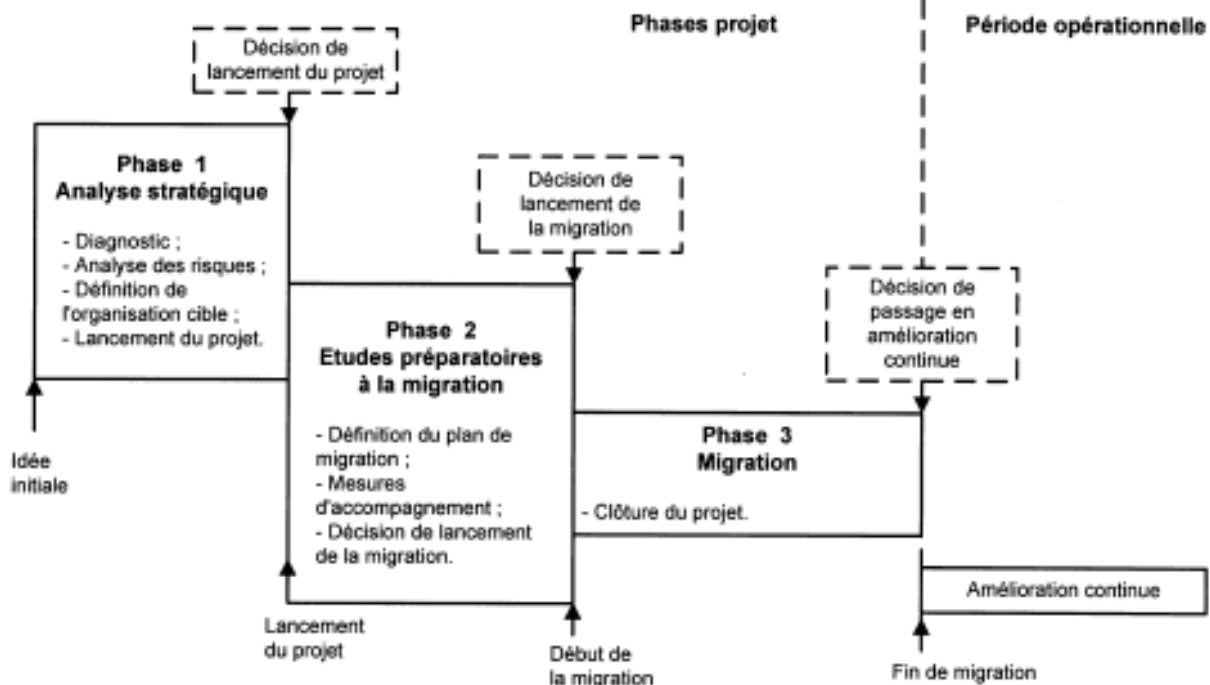 Phases projet
Période opérationnelle
Décision de
lancement du projet
Phase 1
Analyse stratégique
- Diagnostic ;
- Analyse des risques ;
- Définition de
l'organisation cible ;
- Lancement du projet.
Idée
initiale
Décision de
lancement de
la migration
Phase 2
Etudes préparatoires
à la migration
- Définition du plan de
migration ;
- Mesures
d'accompagnement ;
- Décision de lancement
de la migration.
Lancement
du projet
Décision de
passage en
amélioration
continue
Phase 3
Migration
- Clôture du projet.
Début de
la migration
Amélioration continue
Fin de migration